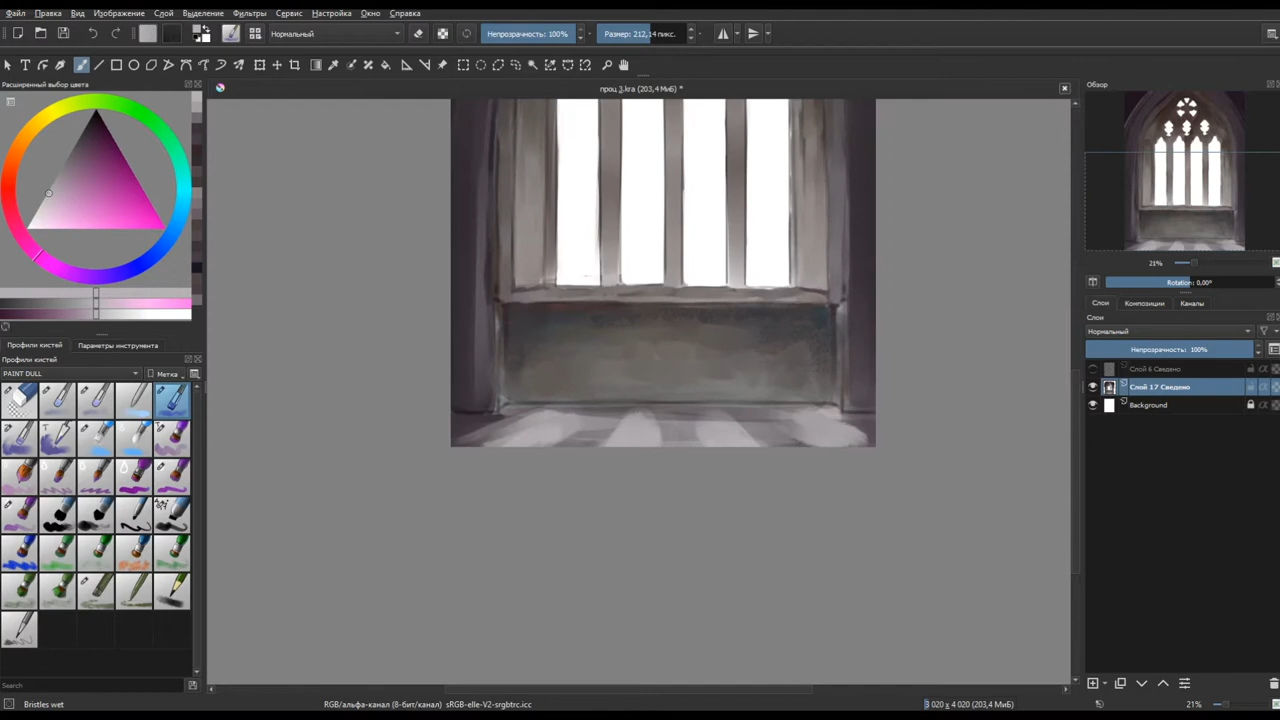 Файл Правка Вид Изображение Слой Выделение Фильтры Сервис Настройка Окно Справка
Нормальный Непрозрачность: 100% Размер: 212,14 пикс.
Расширенный выбор цвета
проц 3.kra (203,4 МиБ) *
Обзор
21%
Rotation: 0,00°
Слои Композиции Каналы
Слои
Нормальный
Непрозрачность: 100%
Слой 6 Сведено
Слой 17 Сведено
Background
Профили кистей Параметры инструмента
Профили кистей
PAINT DULL Метка
Search
Bristles wet RGB/альфа-канал (8-бит/канал) sRGB-elle-V2-srgbtrc.icc 3 020 x 4 020 (203,4 МиБ) 21%